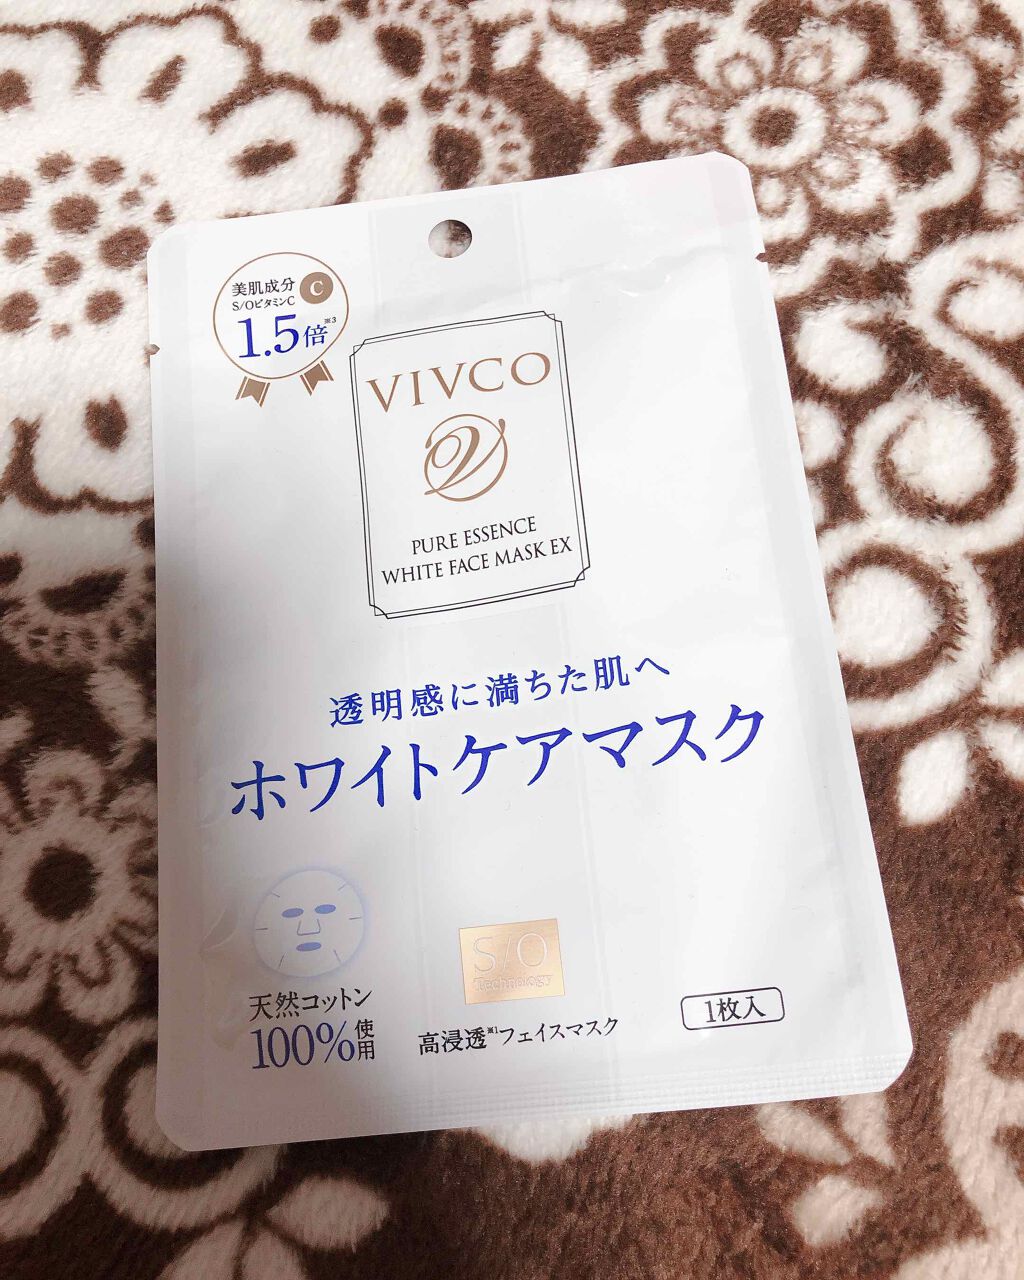 美肌成分 C
S/OビタミンC
1.5倍※3
VIVCO
V
PURE ESSENCE
WHITE FACE MASK EX
透明感に満ちた肌へ
ホワイトケアマスク
天然コットン
100%使用
S/O
Technology
高浸透※1フェイスマスク
1枚入